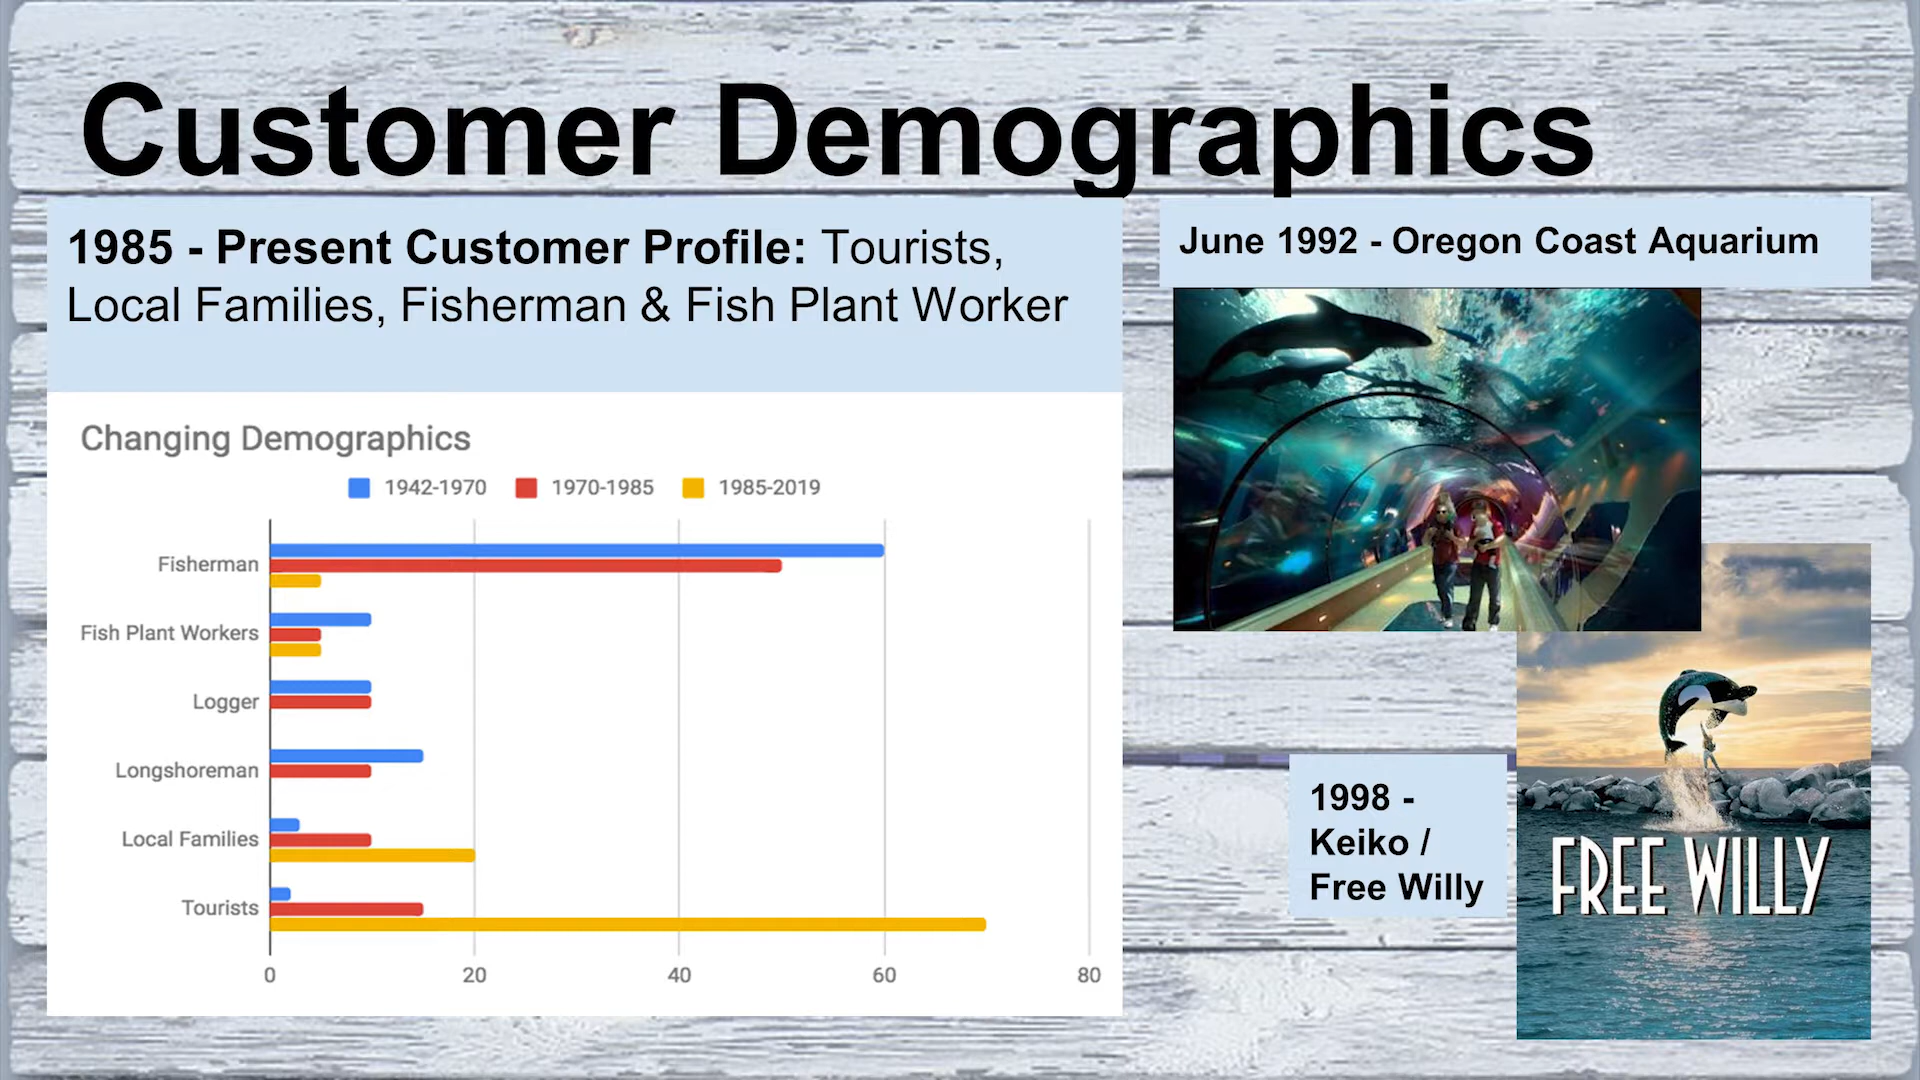 Customer Demographics
1985 - Present Customer Profile: Tourists,
Local Families, Fisherman & Fish Plant Worker
June 1992 - Oregon Coast Aquarium
Changing Demographics
1942-1970
1970-1985
1985-2019
Fisherman
Fish Plant Workers
Logger
Longshoreman
Local Families
Tourists
0
20
40
60
80
1998 -
Keiko /
Free Willy
FREE WILLY